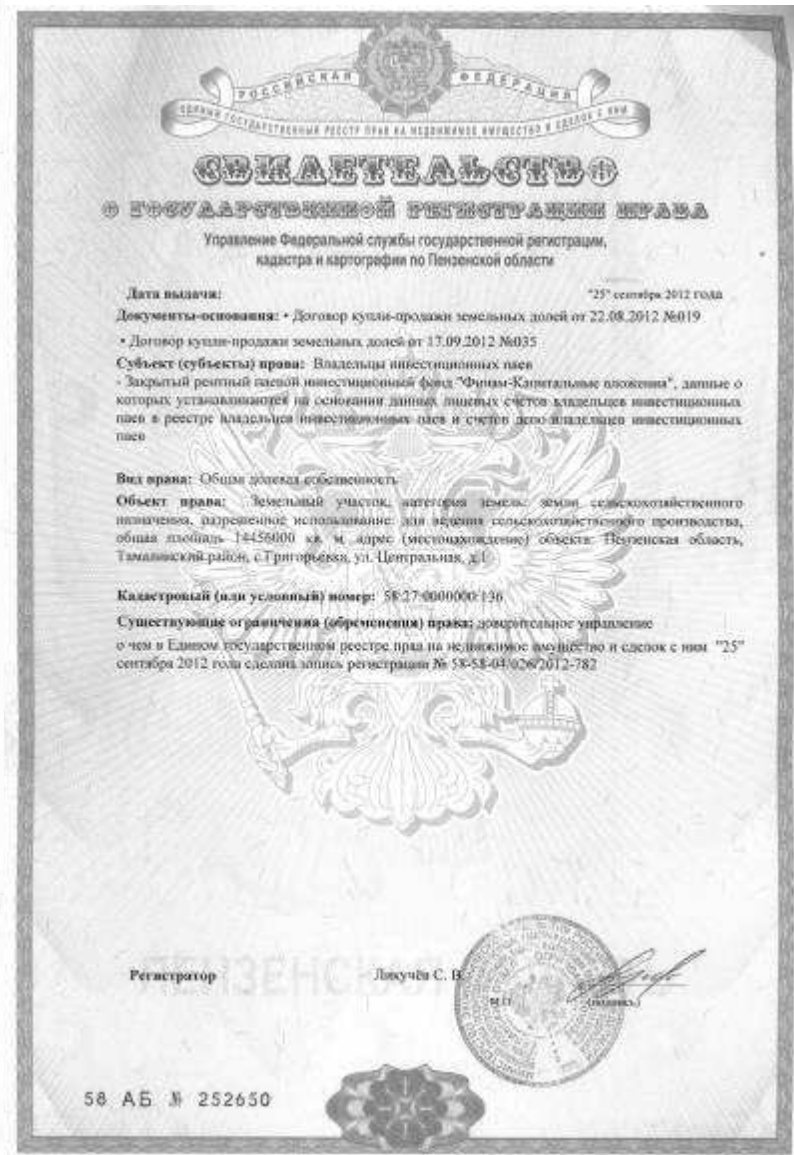 РОССИЙСКАЯ ФЕДЕРАЦИЯ
ЕДИНЫЙ ГОСУДАРСТВЕННЫЙ РЕЕСТР ПРАВ НА НЕДВИЖИМОЕ ИМУЩЕСТВО И СДЕЛОК С НИМ
СВИДЕТЕЛЬСТВО
О ГОСУДАРСТВЕННОЙ РЕГИСТРАЦИИ ПРАВА
Управление Федеральной службы государственной регистрации,
кадастра и картографии по Пензенской области
Дата выдачи: "25" сентября 2012 года
Документы-основания: • Договор купли-продажи земельных долей от 22.08.2012 №019
• Договор купли-продажи земельных долей от 17.09.2012 №035
Субъект (субъекты) права: Владельцы инвестиционных паев
- Закрытый рентный паевой инвестиционный фонд "Финам-Капитальные вложения", данные о
которых устанавливаются на основании данных лицевых счетов владельцев инвестиционных
паев в реестре владельцев инвестиционных паев и счетов депо владельцев инвестиционных
паев
Вид права: Общая долевая собственность
Объект права: Земельный участок, категория земель: земли сельскохозяйственного
назначения, разрешенное использование: для ведения сельскохозяйственного производства,
общая площадь 14456000 кв. м, адрес (местонахождение) объекта: Пензенская область,
Тамалинский район, с.Григорьевка, ул. Центральная, д.1
Кадастровый (или условный) номер: 58:27:0000000:136
Существующие ограничения (обременения) права: доверительное управление
о чем в Едином государственном реестре прав на недвижимое имущество и сделок с ним "25"
сентября 2012 года сделана запись регистрации № 58-58-04/026/2012-782
ПЕНЗЕНСКАЯ
Регистратор Ликучёв С. В.
м.п. (подпись)
58 АБ № 252650